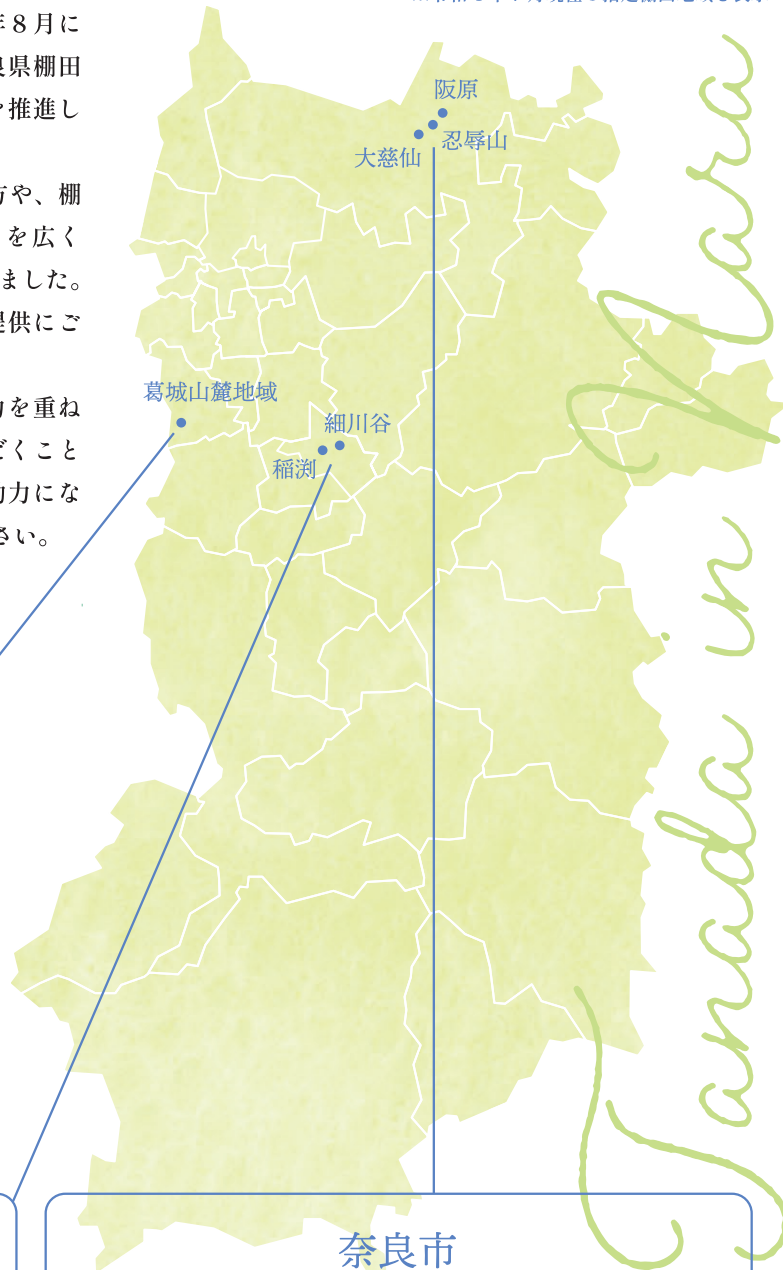 年８月に
良県棚田
推進し
方や、棚
を広く
ました。
提供にご
力を重ね
どくこと
力にな
さい。
阪原
忍辱山
大慈仙
葛城山麓地域
細川谷
稲渕
Tanada in Nara
奈良市